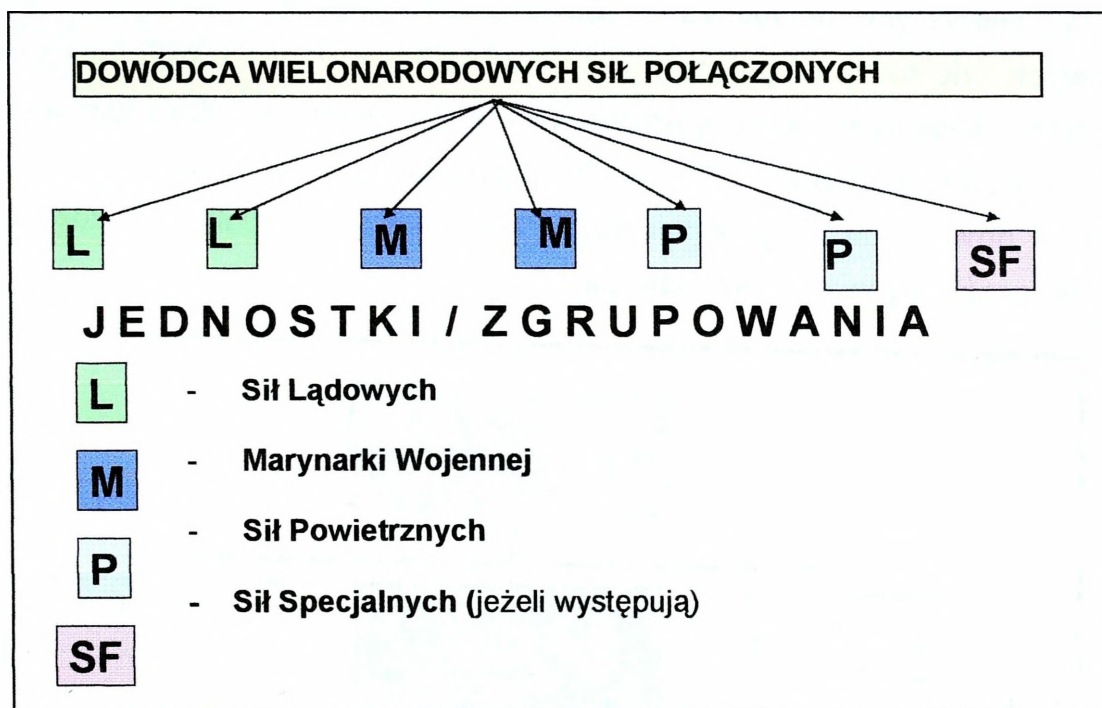 DOWÓDCA WIELONARODOWYCH SIŁ POŁĄCZONYCH
L L M M P P SF
JEDNOSTKI / ZGRUPOWANIA
L - Sił Lądowych
M - Marynarki Wojennej
P - Sił Powietrznych
SF - Sił Specjalnych (jeżeli występują)